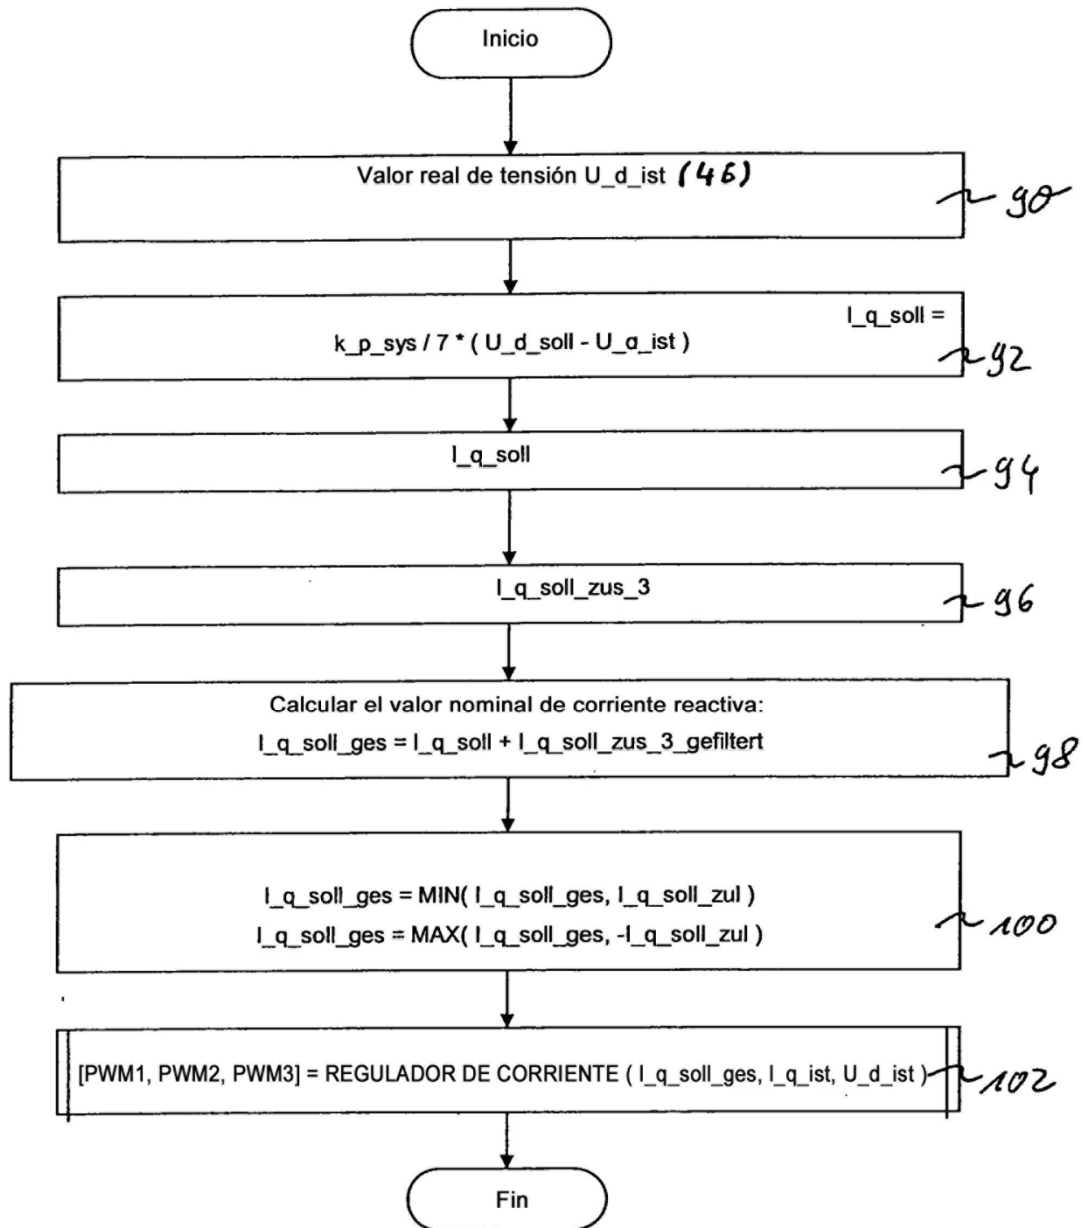 Inicio
Valor real de tensión U_d_ist (46)
90
I_q_soll =
k_p_sys / 7 * ( U_d_soll - U_d_ist )
92
I_q_soll
94
I_q_soll_zus_3
96
Calcular el valor nominal de corriente reactiva:
I_q_soll_ges = I_q_soll + I_q_soll_zus_3_gefiltert
98
I_q_soll_ges = MIN( I_q_soll_ges, I_q_soll_zul )
I_q_soll_ges = MAX( I_q_soll_ges, -I_q_soll_zul )
100
[PWM1, PWM2, PWM3] = REGULADOR DE CORRIENTE ( I_q_soll_ges, I_q_ist, U_d_ist )
102
Fin